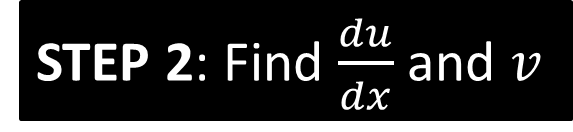 STEP 2: Find du/dx and v